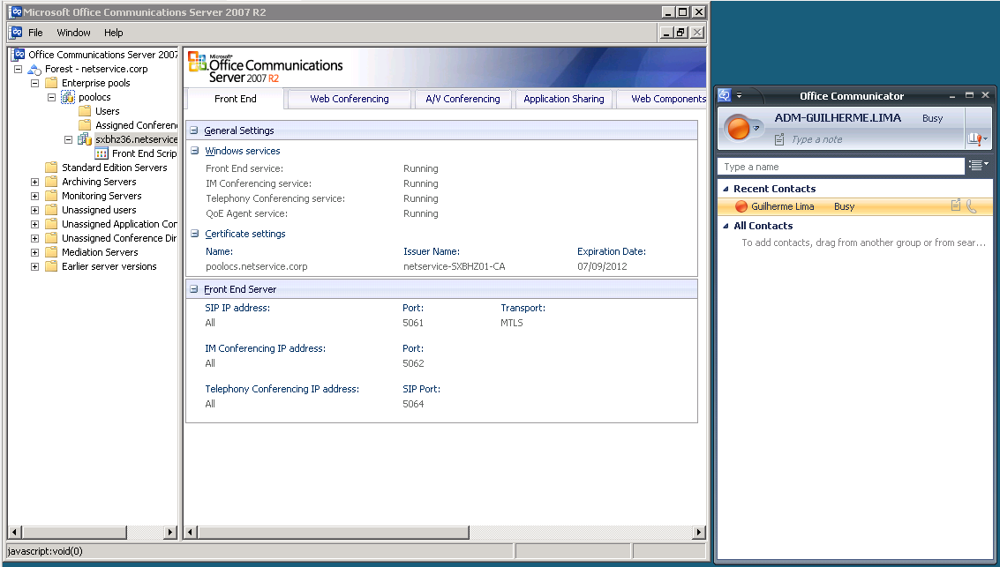 Microsoft Office Communications Server 2007 R2
File Window Help
Office Communications Server 2007
Forest - netservice.corp
Enterprise pools
poolocs
Users
Assigned Conferen
sxbhz36.netservice
Front End Scrip
Standard Edition Servers
Archiving Servers
Monitoring Servers
Unassigned users
Unassigned Application Cor
Unassigned Conference Dir
Mediation Servers
Earlier server versions
Microsoft
Office Communications
Server 2007 R2
Front End Web Conferencing A/V Conferencing Application Sharing Web Components
General Settings
Windows services
Front End service: Running
IM Conferencing service: Running
Telephony Conferencing service: Running
QoE Agent service: Running
Certificate settings
Name: Issuer Name: Expiration Date:
poolocs.netservice.corp netservice-SXBHZ01-CA 07/09/2012
Front End Server
SIP IP address: Port: Transport:
All 5061 MTLS
IM Conferencing IP address: Port:
All 5062
Telephony Conferencing IP address: SIP Port:
All 5064
javascript:void(0)
Office Communicator
ADM-GUILHERME.LIMA Busy
Type a note
Type a name
Recent Contacts
Guilherme Lima Busy
All Contacts
To add contacts, drag from another group or from sear...